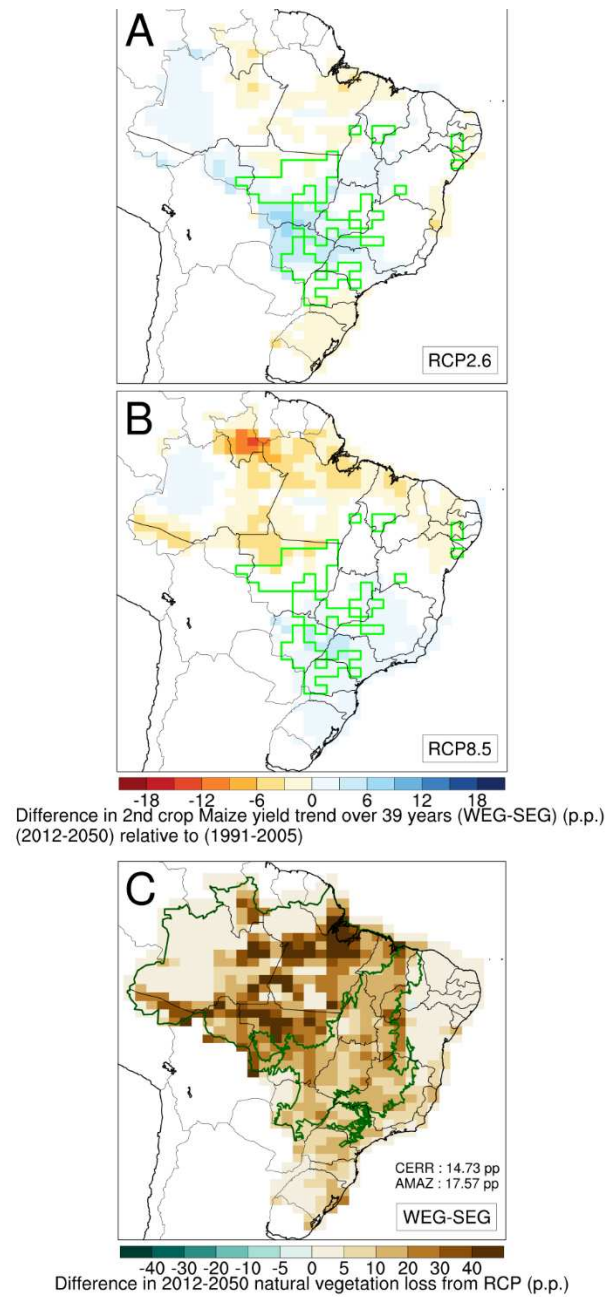 A
RCP2.6
B
RCP8.5
-18 -12 -6 0 6 12 18
Difference in 2nd crop Maize yield trend over 39 years (WEG-SEG) (p.p.)
(2012-2050) relative to (1991-2005)
C
CERR : 14.73 pp
AMAZ : 17.57 pp
WEG-SEG
-40 -30 -20 -10 -5 0 5 10 20 30 40
Difference in 2012-2050 natural vegetation loss from RCP (p.p.)